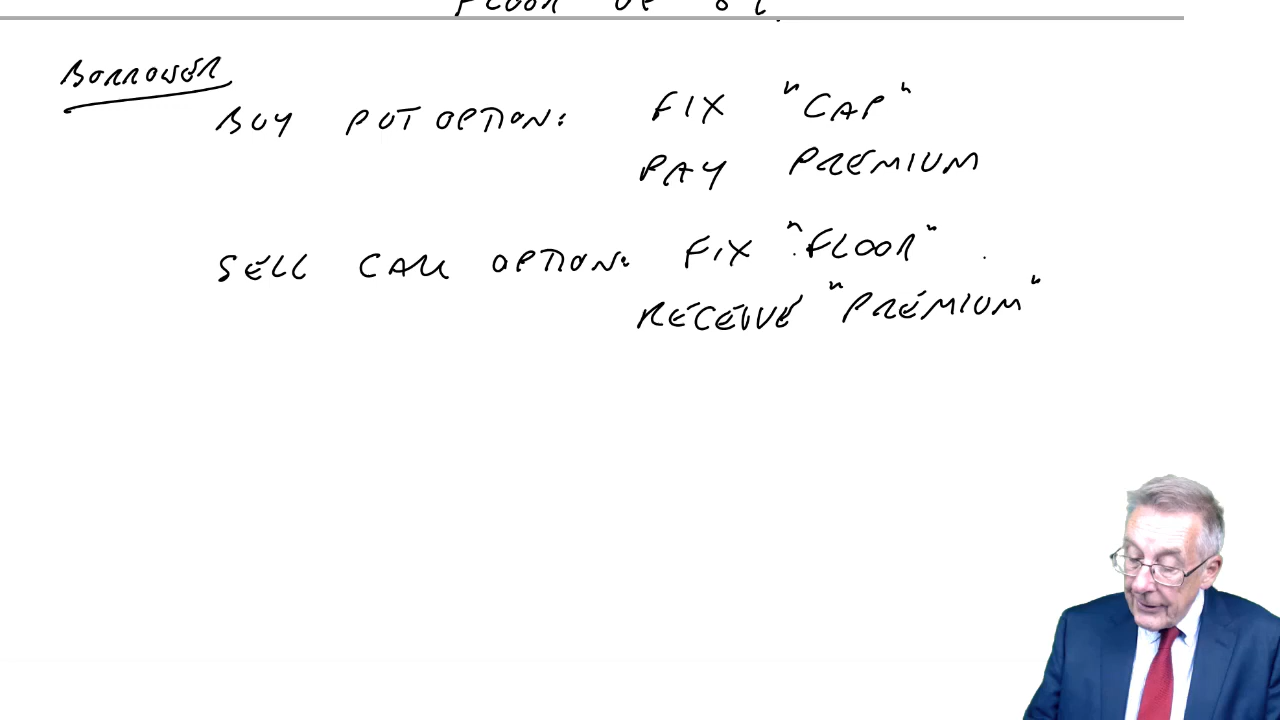 BORROWER
BUY PUT OPTION: FIX "CAP"
PAY PREMIUM
SELL CALL OPTION: FIX "FLOOR"
RECEIVE "PREMIUM"